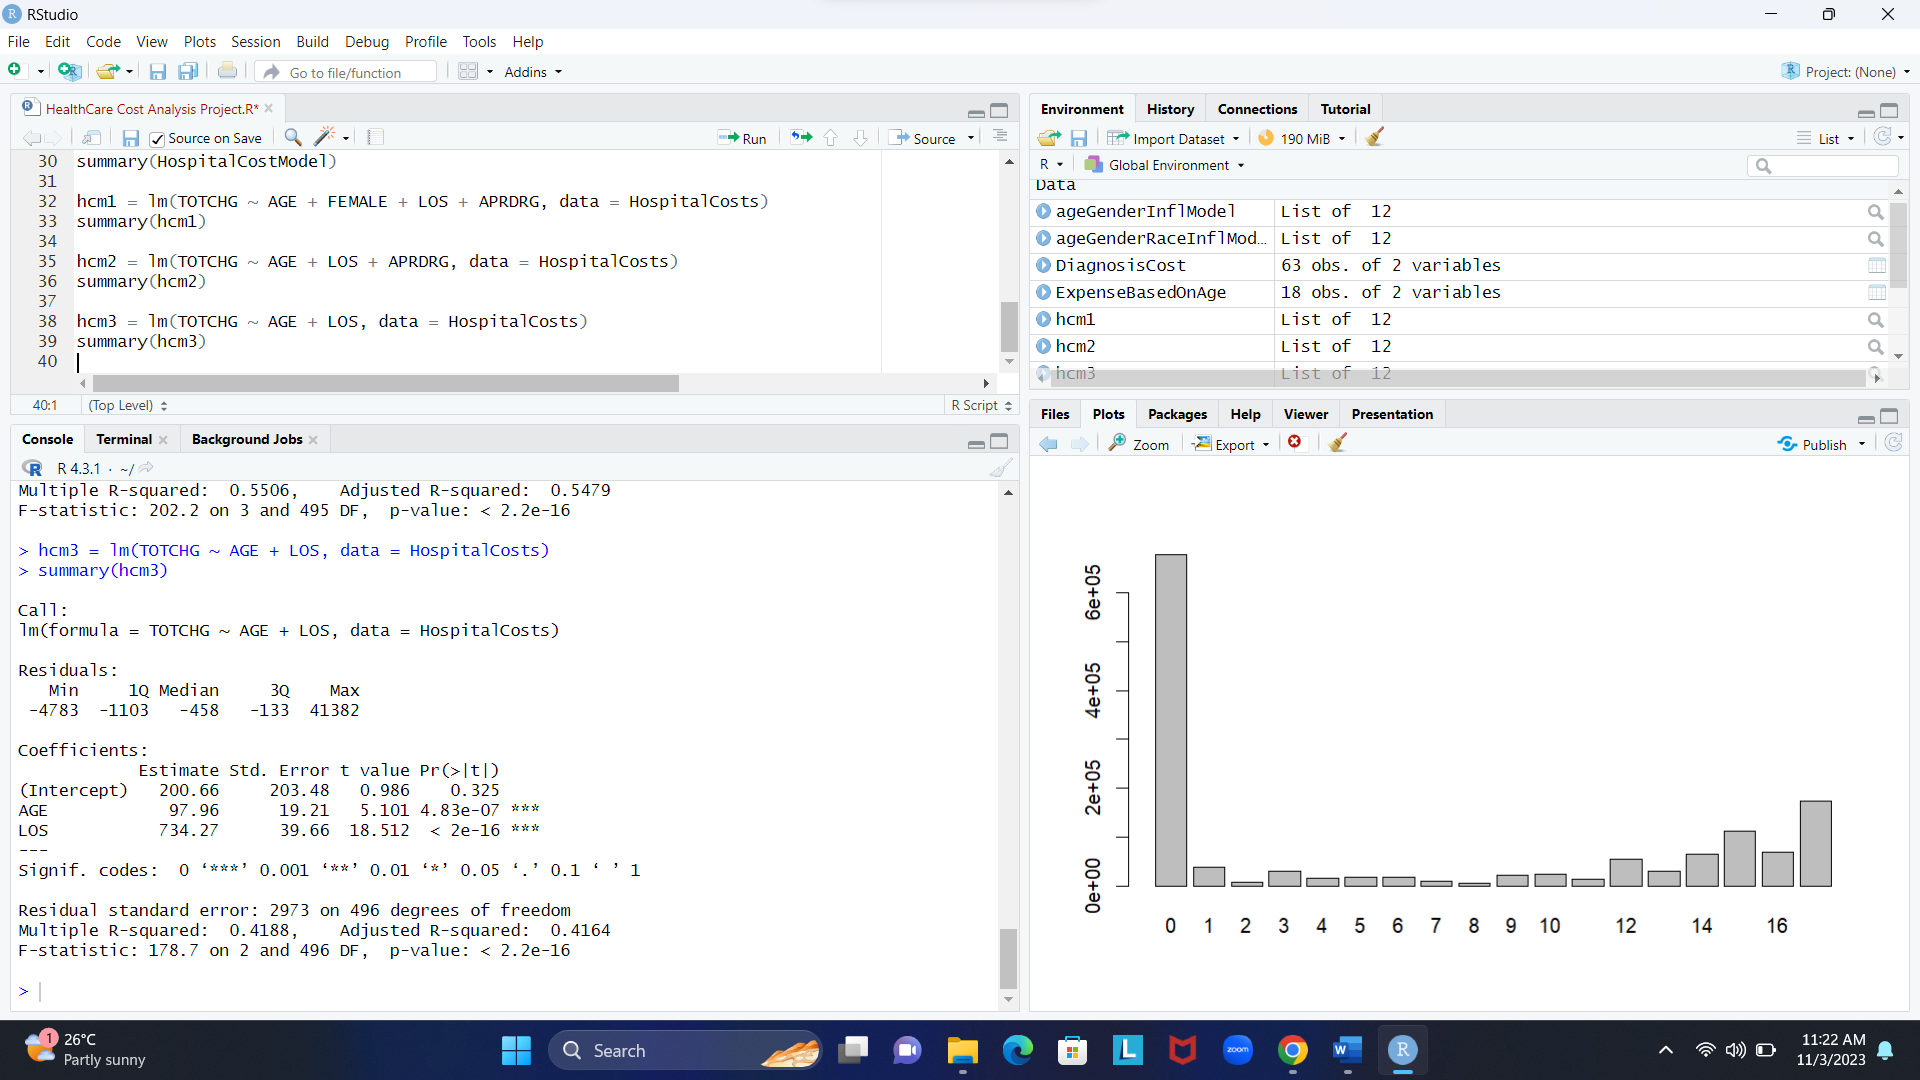 RStudio
File Edit Code View Plots Session Build Debug Profile Tools Help
Go to file/function Addins Project: (None)
HealthCare Cost Analysis Project.R*
Source on Save Run Source
30 summary(HospitalCostModel)
31
32 hcm1 = lm(TOTCHG ~ AGE + FEMALE + LOS + APRDRG, data = HospitalCosts)
33 summary(hcm1)
34
35 hcm2 = lm(TOTCHG ~ AGE + LOS + APRDRG, data = HospitalCosts)
36 summary(hcm2)
37
38 hcm3 = lm(TOTCHG ~ AGE + LOS, data = HospitalCosts)
39 summary(hcm3)
40
40:1 (Top Level) R Script
Console Terminal Background Jobs
R 4.3.1 · ~/
Multiple R-squared:  0.5506,    Adjusted R-squared:  0.5479
F-statistic: 202.2 on 3 and 495 DF,  p-value: < 2.2e-16
> hcm3 = lm(TOTCHG ~ AGE + LOS, data = HospitalCosts)
> summary(hcm3)
Call:
lm(formula = TOTCHG ~ AGE + LOS, data = HospitalCosts)
Residuals:
Min 1Q Median 3Q Max
-4783 -1103 -458 -133 41382
Coefficients:
Estimate Std. Error t value Pr(>|t|)
(Intercept) 200.66 203.48 0.986 0.325
AGE 97.96 19.21 5.101 4.83e-07 ***
LOS 734.27 39.66 18.512 < 2e-16 ***
---
Signif. codes:  0 ‘***’ 0.001 ‘**’ 0.01 ‘*’ 0.05 ‘.’ 0.1 ‘ ’ 1
Residual standard error: 2973 on 496 degrees of freedom
Multiple R-squared:  0.4188,    Adjusted R-squared:  0.4164
F-statistic: 178.7 on 2 and 496 DF,  p-value: < 2.2e-16
>
Environment History Connections Tutorial
Import Dataset 190 MiB List
R Global Environment
Data
ageGenderInflModel List of 12
ageGenderRaceInflMod… List of 12
DiagnosisCost 63 obs. of 2 variables
ExpenseBasedOnAge 18 obs. of 2 variables
hcm1 List of 12
hcm2 List of 12
hcm3 List of 12
Files Plots Packages Help Viewer Presentation
Zoom Export Publish
6e+05
4e+05
2e+05
0e+00
0 1 2 3 4 5 6 7 8 9 10 12 14 16
1 26°C
Partly sunny
Search
L zoom W R
11:22 AM
11/3/2023